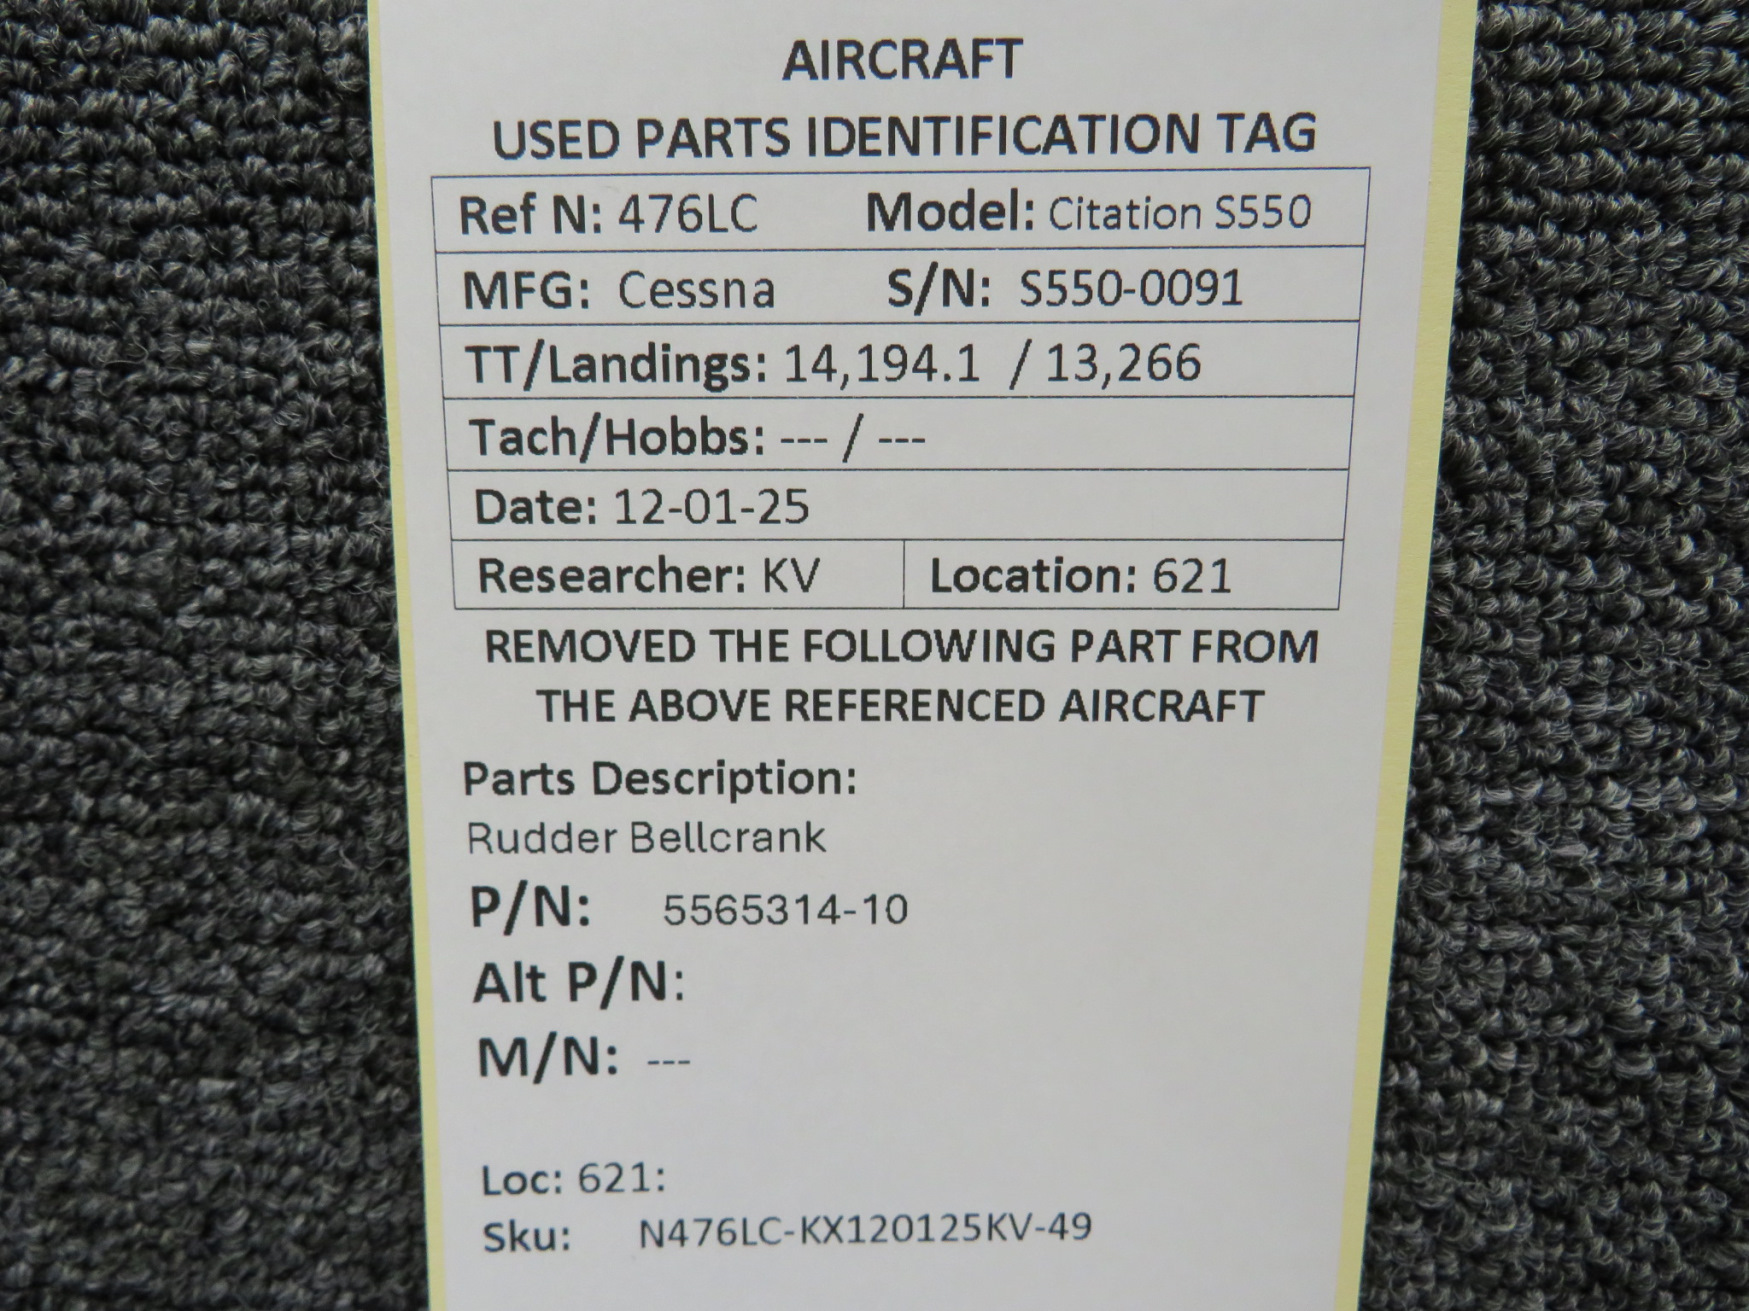 AIRCRAFT
USED PARTS IDENTIFICATION TAG
Ref N: 476LC Model: Citation S550
MFG: Cessna S/N: S550-0091
TT/Landings: 14,194.1 / 13,266
Tach/Hobbs: --- / ---
Date: 12-01-25
Researcher: KV Location: 621
REMOVED THE FOLLOWING PART FROM
THE ABOVE REFERENCED AIRCRAFT
Parts Description:
Rudder Bellcrank
P/N: 5565314-10
Alt P/N:
M/N: ---
Loc: 621:
Sku: N476LC-KX120125KV-49